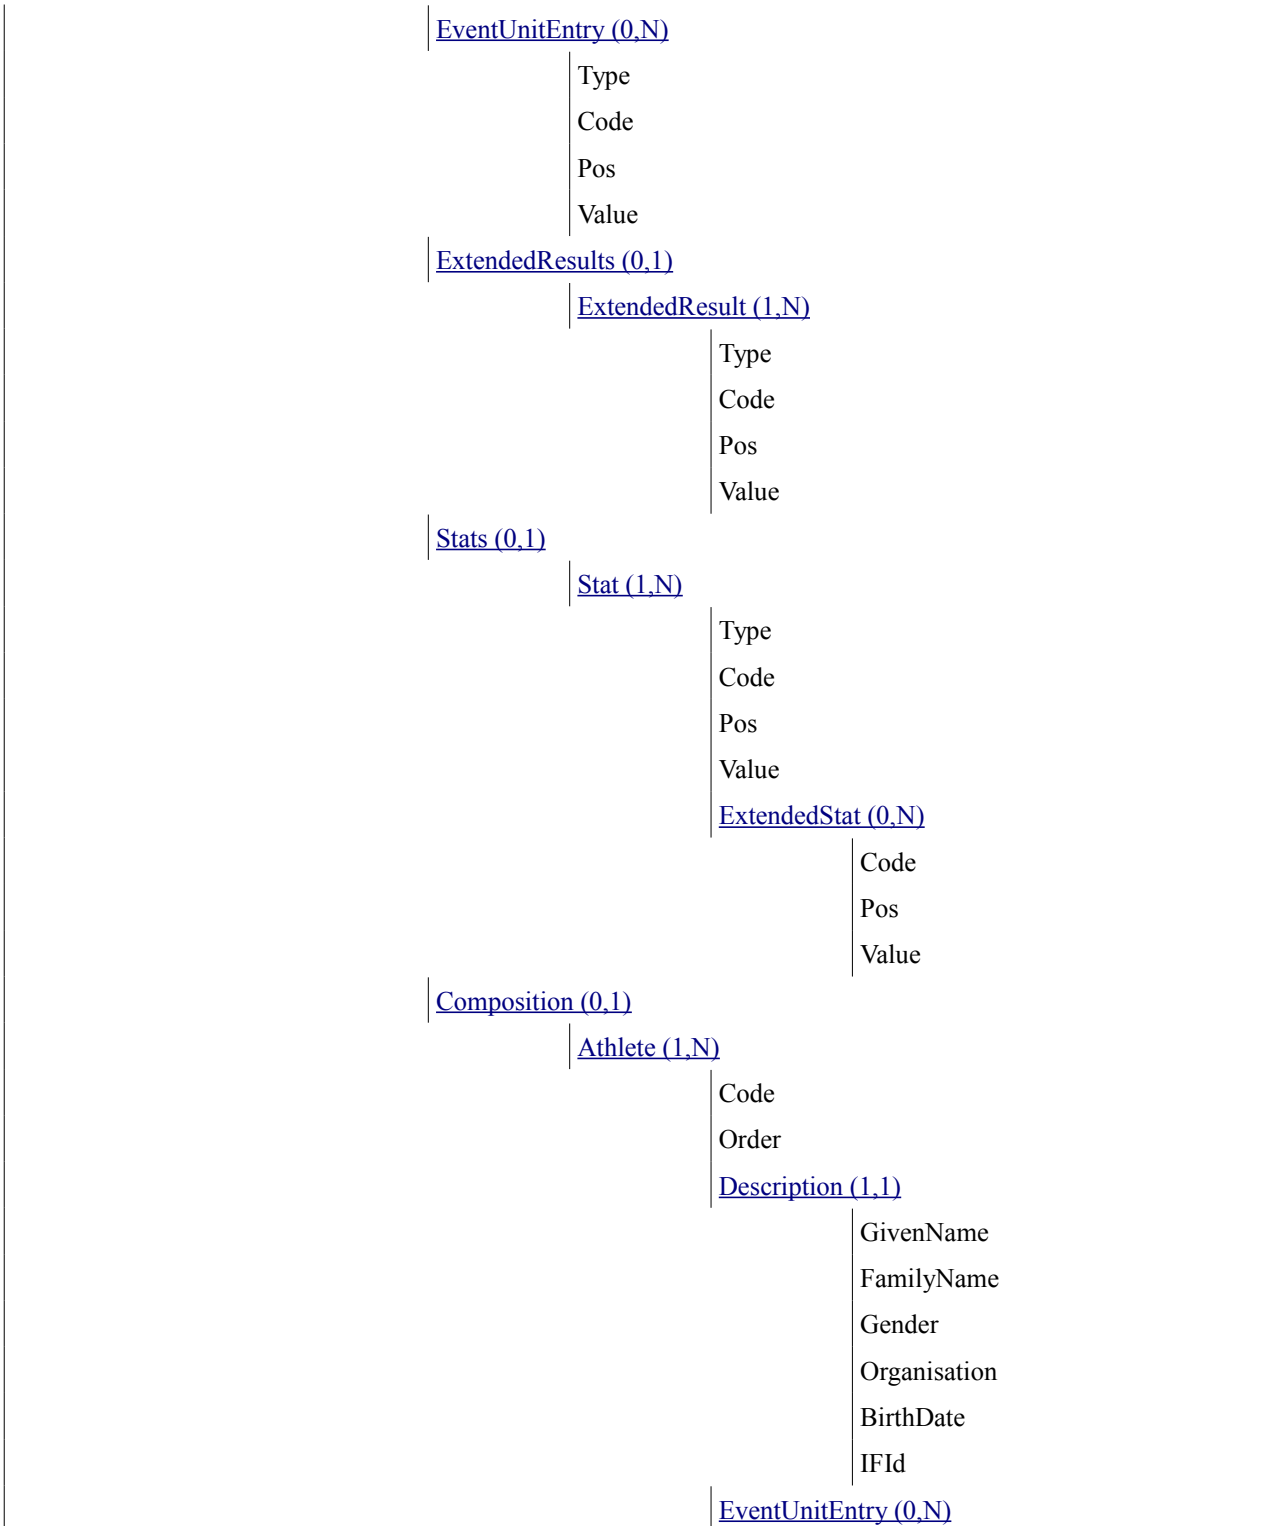 EventUnitEntry (0,N)
Type
Code
Pos
Value
ExtendedResults (0,1)
ExtendedResult (1,N)
Type
Code
Pos
Value
Stats (0,1)
Stat (1,N)
Type
Code
Pos
Value
ExtendedStat (0,N)
Code
Pos
Value
Composition (0,1)
Athlete (1,N)
Code
Order
Description (1,1)
GivenName
FamilyName
Gender
Organisation
BirthDate
IFId
EventUnitEntry (0,N)